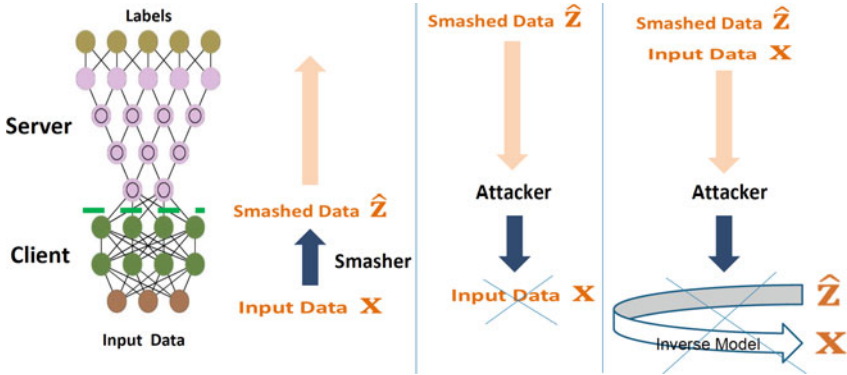 Labels
Server
Client
Input Data
Smashed Data Ẑ
Smasher
Input Data X
Smashed Data Ẑ
Attacker
Input Data X
Smashed Data Ẑ
Input Data X
Attacker
Ẑ
X
Inverse Model